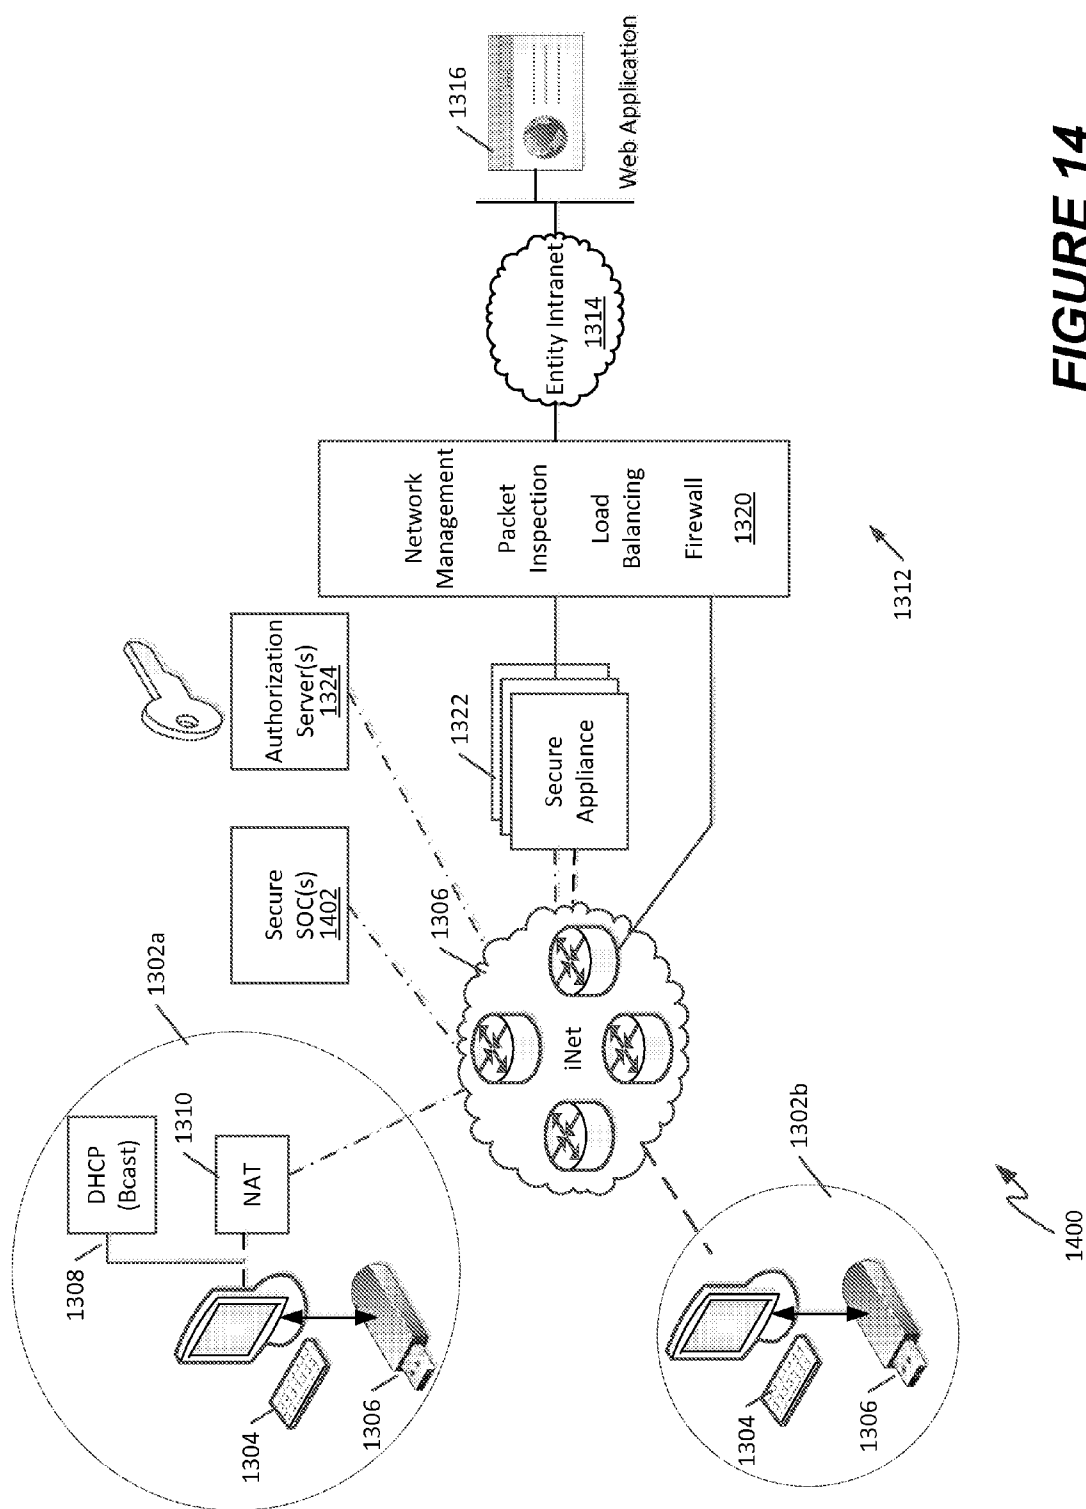 1302a
DHCP
(Bcast)
1308
1310
NAT
1304
1306
Secure
SOC(s)
1402
Authorization
Server(s)
1324
1306
iNet
1322
Secure
Appliance
Network
Management
Packet
Inspection
Load
Balancing
Firewall
1320
Entity Intranet
1314
1316
Web Application
1302b
1304
1306
1312
1400
FIGURE 14